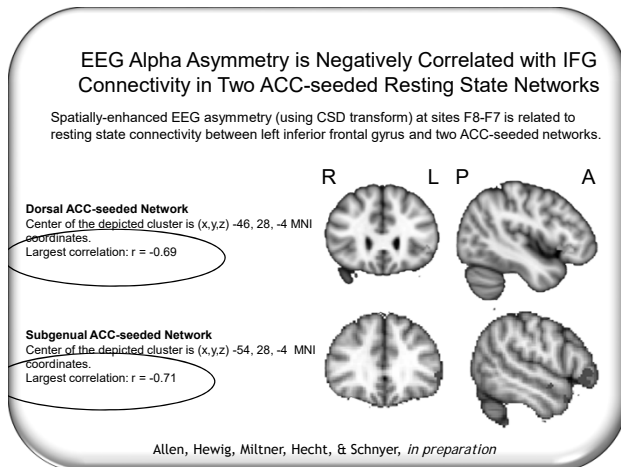 EEG Alpha Asymmetry is Negatively Correlated with IFG
Connectivity in Two ACC-seeded Resting State Networks
Spatially-enhanced EEG asymmetry (using CSD transform) at sites F8-F7 is related to
resting state connectivity between left inferior frontal gyrus and two ACC-seeded networks.
R L P A
Dorsal ACC-seeded Network
Center of the depicted cluster is (x,y,z) -46, 28, -4 MNI
coordinates.
Largest correlation: r = -0.69
Subgenual ACC-seeded Network
Center of the depicted cluster is (x,y,z) -54, 28, -4 MNI
coordinates.
Largest correlation: r = -0.71
Allen, Hewig, Miltner, Hecht, & Schnyer, in preparation